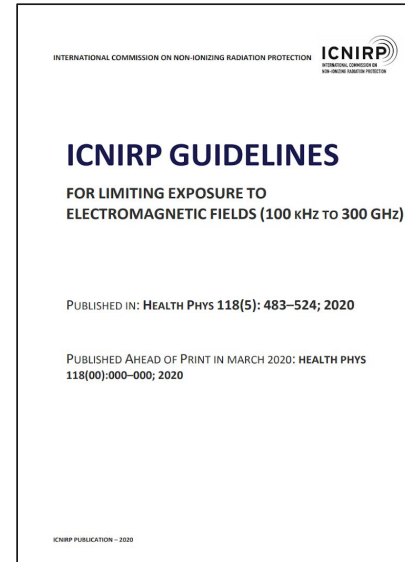 INTERNATIONAL COMMISSION ON NON-IONIZING RADIATION PROTECTION
ICNIRP
INTERNATIONAL COMMISSION ON
NON-IONIZING RADIATION PROTECTION
ICNIRP GUIDELINES
FOR LIMITING EXPOSURE TO
ELECTROMAGNETIC FIELDS (100 KHZ TO 300 GHZ)
PUBLISHED IN: HEALTH PHYS 118(5): 483–524; 2020
PUBLISHED AHEAD OF PRINT IN MARCH 2020: HEALTH PHYS
118(00):000–000; 2020
ICNIRP PUBLICATION – 2020